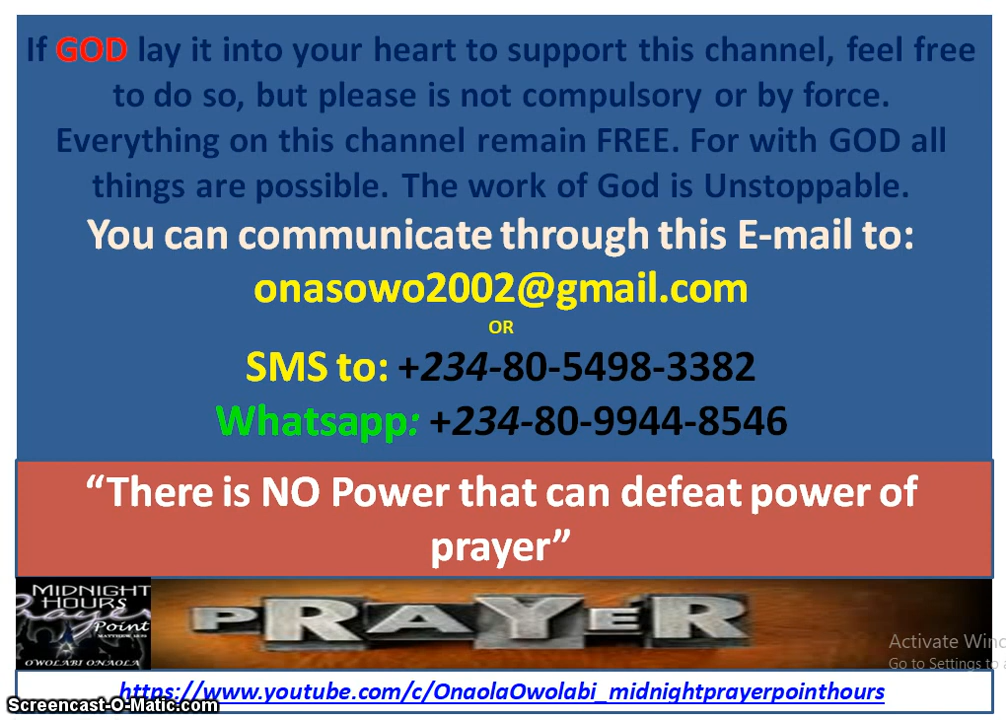 If GOD lay it into your heart to support this channel, feel free
to do so, but please is not compulsory or by force.
Everything on this channel remain FREE. For with GOD all
things are possible. The work of God is Unstoppable.
You can communicate through this E-mail to:
onasowo2002@gmail.com
OR
SMS to: +234-80-5498-3382
Whatsapp: +234-80-9944-8546
“There is NO Power that can defeat power of
prayer”
MIDNIGHT
HOURS
Prayer
Point
OWOLABI ONAOLA
PRAYER
Activate Winc
Go to Settings to a
https://www.youtube.com/c/OnaolaOwolabi_midnightprayerpointhours
Screencast-O-Matic.com